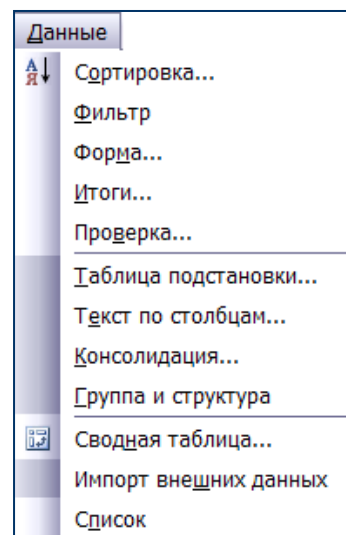 Данные
Сортировка...
Фильтр
Форма...
Итоги...
Проверка...
Таблица подстановки...
Текст по столбцам...
Консолидация...
Группа и структура
Сводная таблица...
Импорт внешних данных
Список